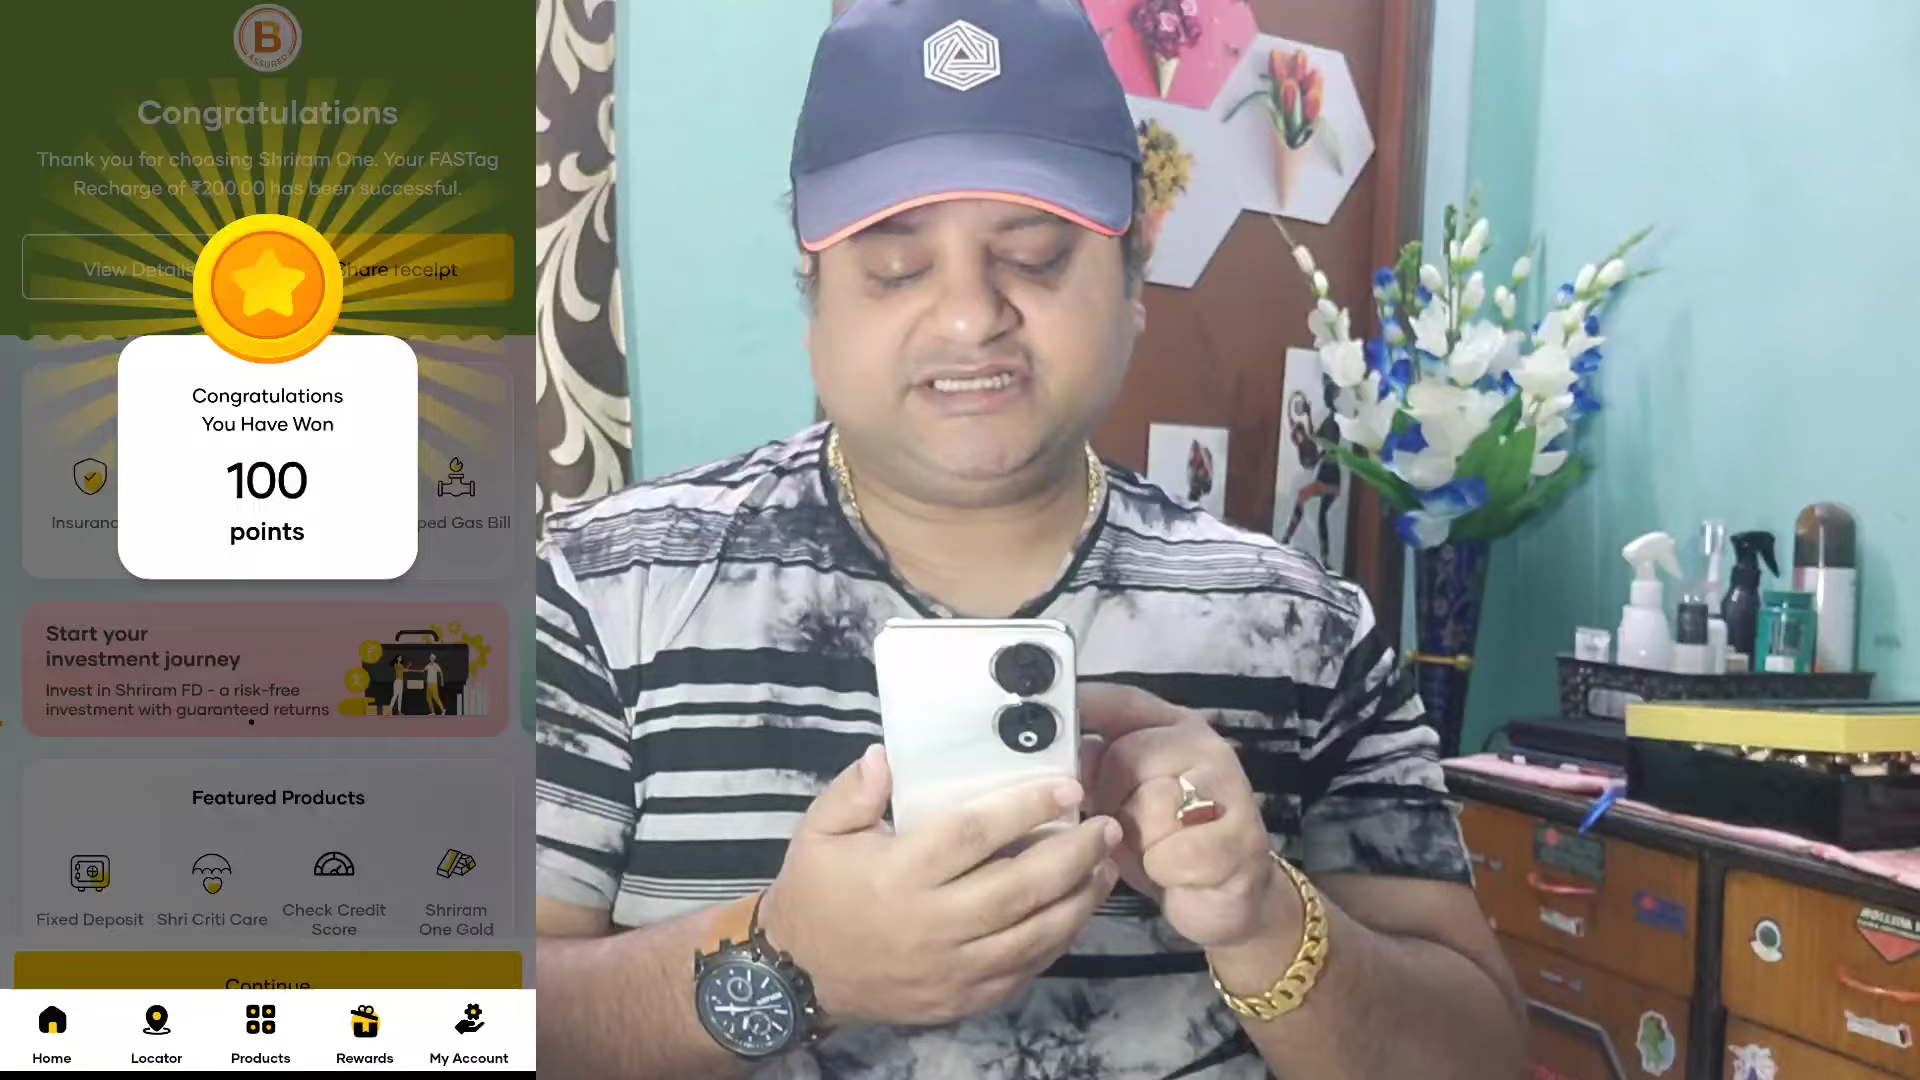 B
ASSURED
Congratulations
Thank you for choosing Shriram One. Your FASTag
Recharge of ₹200.00 has been successful.
View Details
Share receipt
Congratulations
You Have Won
100
points
Insuranc
ped Gas Bill
Start your
investment journey
Invest in Shriram FD - a risk-free
investment with guaranteed returns
Featured Products
Fixed Deposit
Shri Criti Care
Check Credit
Score
Shriram
One Gold
Continue
Home
Locator
Products
Rewards
My Account